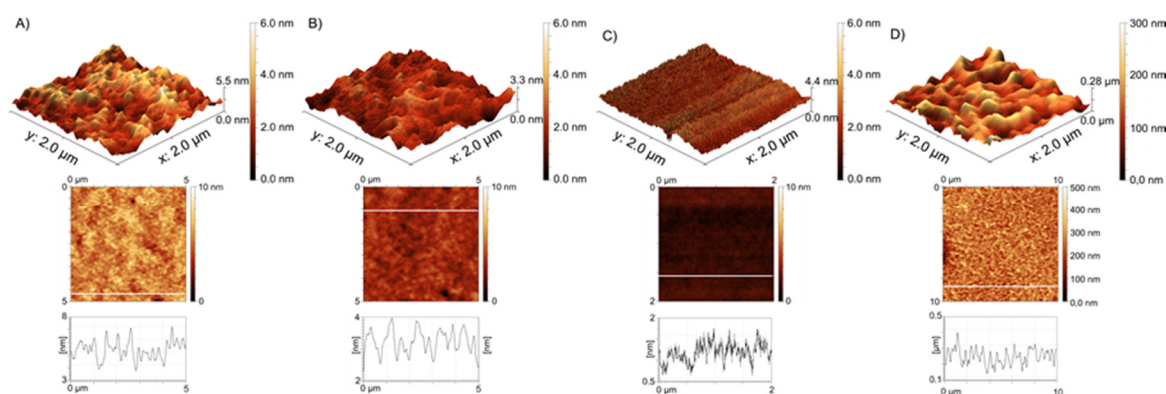 A)
6.0 nm
4.0 nm
2.0 nm
0.0 nm
5.5 nm
0.0 nm
y: 2.0 µm
x: 2.0 µm
0 µm
5
0
5
10 nm
0
8
[nm]
3
0 µm
5
B)
6.0 nm
4.0 nm
2.0 nm
0.0 nm
3.3 nm
0.0 nm
y: 2.0 µm
x: 2.0 µm
0 µm
5
0
5
10 nm
0
4
[nm]
2
0 µm
5
[nm]
C)
6.0 nm
4.0 nm
2.0 nm
0.0 nm
4.4 nm
0.0 nm
y: 2.0 µm
x: 2.0 µm
0 µm
2
0
2
10 nm
0
2
[nm]
0.5
0 µm
2
D)
300 nm
200 nm
100 nm
0,0 nm
0.28 µm
0.0 µm
y: 2.0 µm
x: 2.0 µm
0 µm
10
0
10
500 nm
400 nm
300 nm
200 nm
100 nm
0,0 nm
0.5
[µm]
0.1
0 µm
10